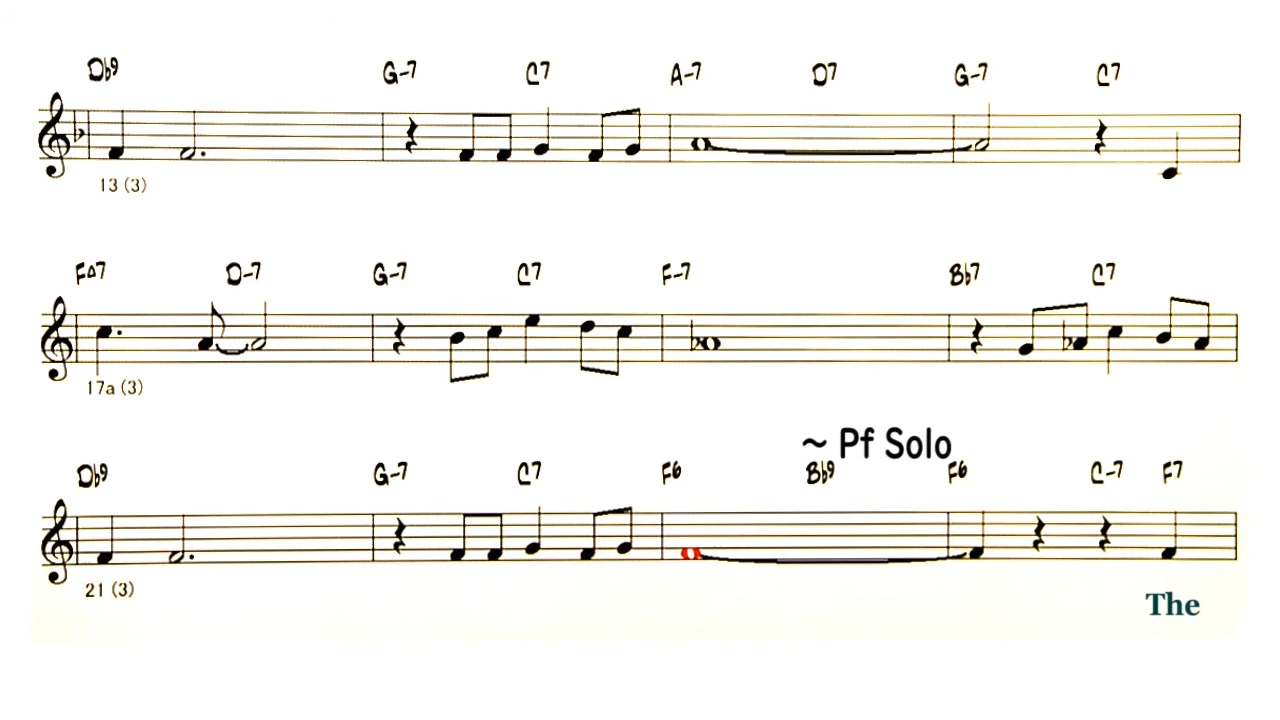 Db9 G-7 C7 A-7 D7 G-7 C7
13 (3)
F△7 D-7 G-7 C7 F-7 Bb7 C7
17a (3)
~ Pf Solo
Db9 G-7 C7 F6 Bb9 F6 C-7 F7
21 (3)
The